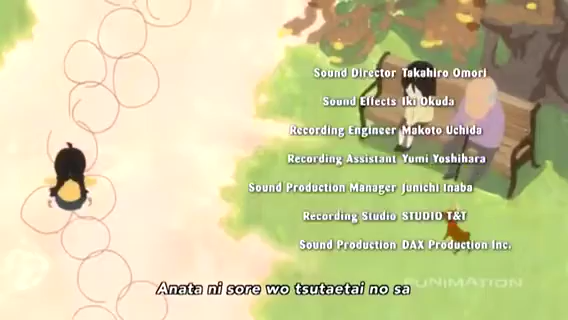 Sound Director Takahiro Omori
Sound Effects Iki Okuda
Recording Engineer Makoto Uchida
Recording Assistant Yumi Yoshihara
Sound Production Manager Junichi Inaba
Recording Studio STUDIO T&T
Sound Production DAX Production Inc.
FUNIMATION
Anata ni sore wo tsutaetai no sa